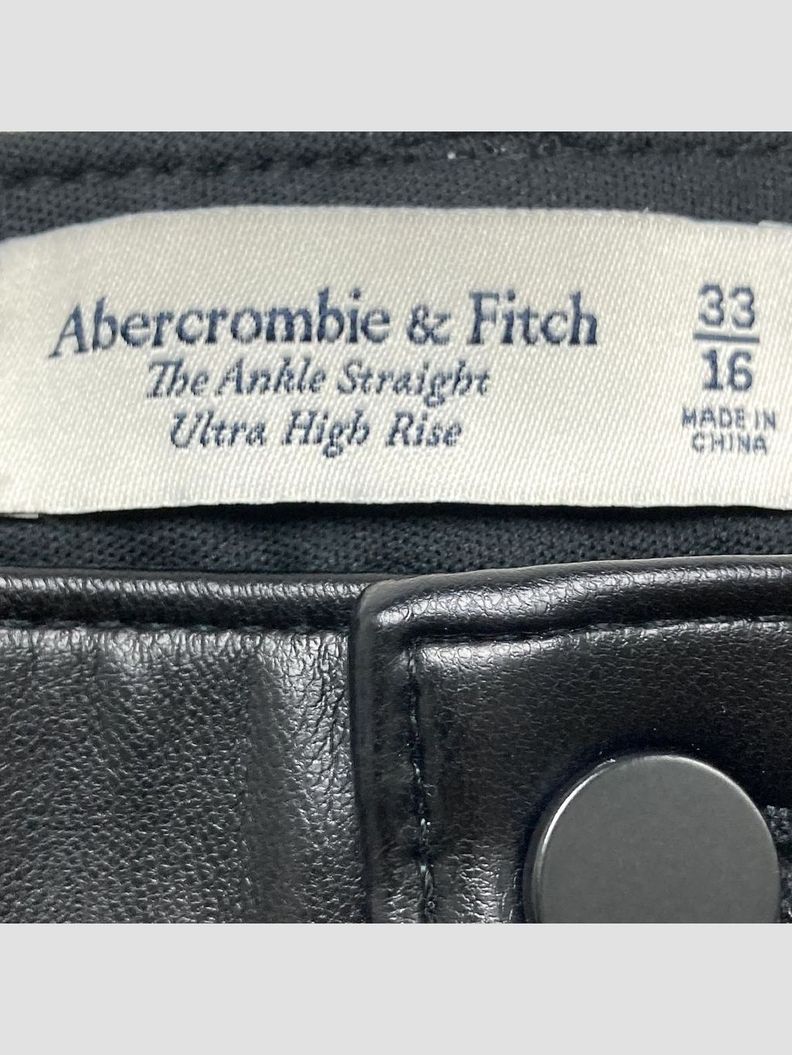 Abercrombie & Fitch
The Ankle Straight
Ultra High Rise
33
16
MADE IN
CHINA